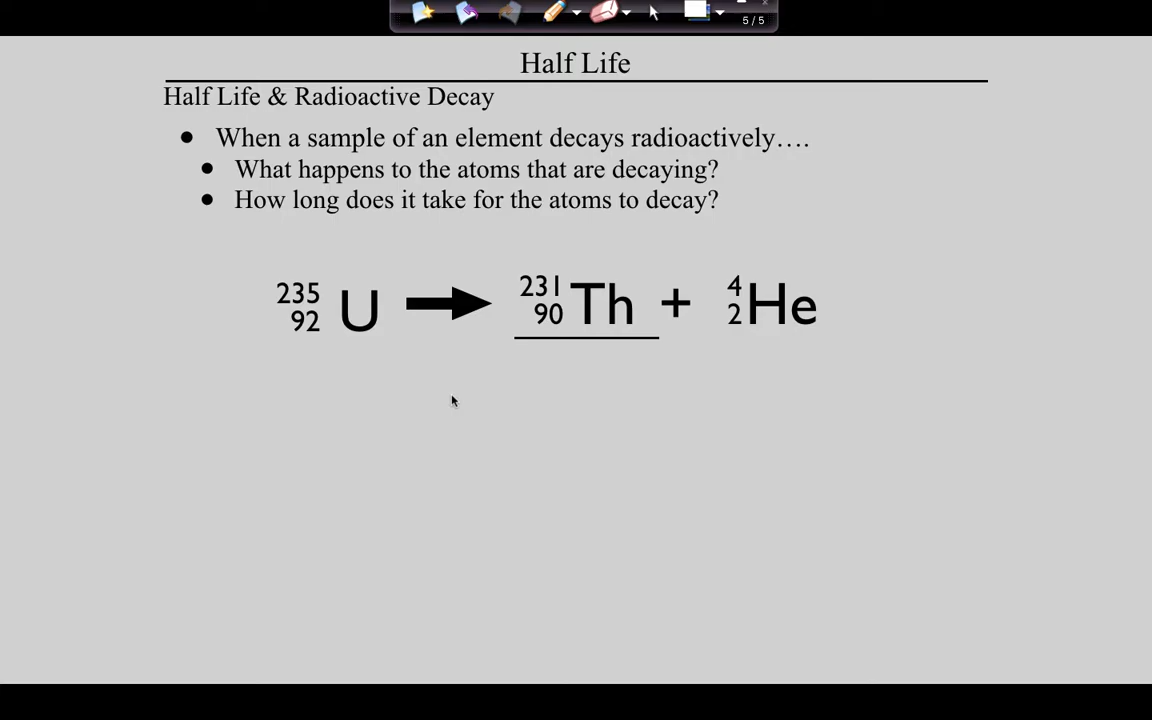 5 / 5
Half Life
Half Life & Radioactive Decay
● When a sample of an element decays radioactively….
● What happens to the atoms that are decaying?
● How long does it take for the atoms to decay?
235 92 U → 231 90 Th + 4 2 He